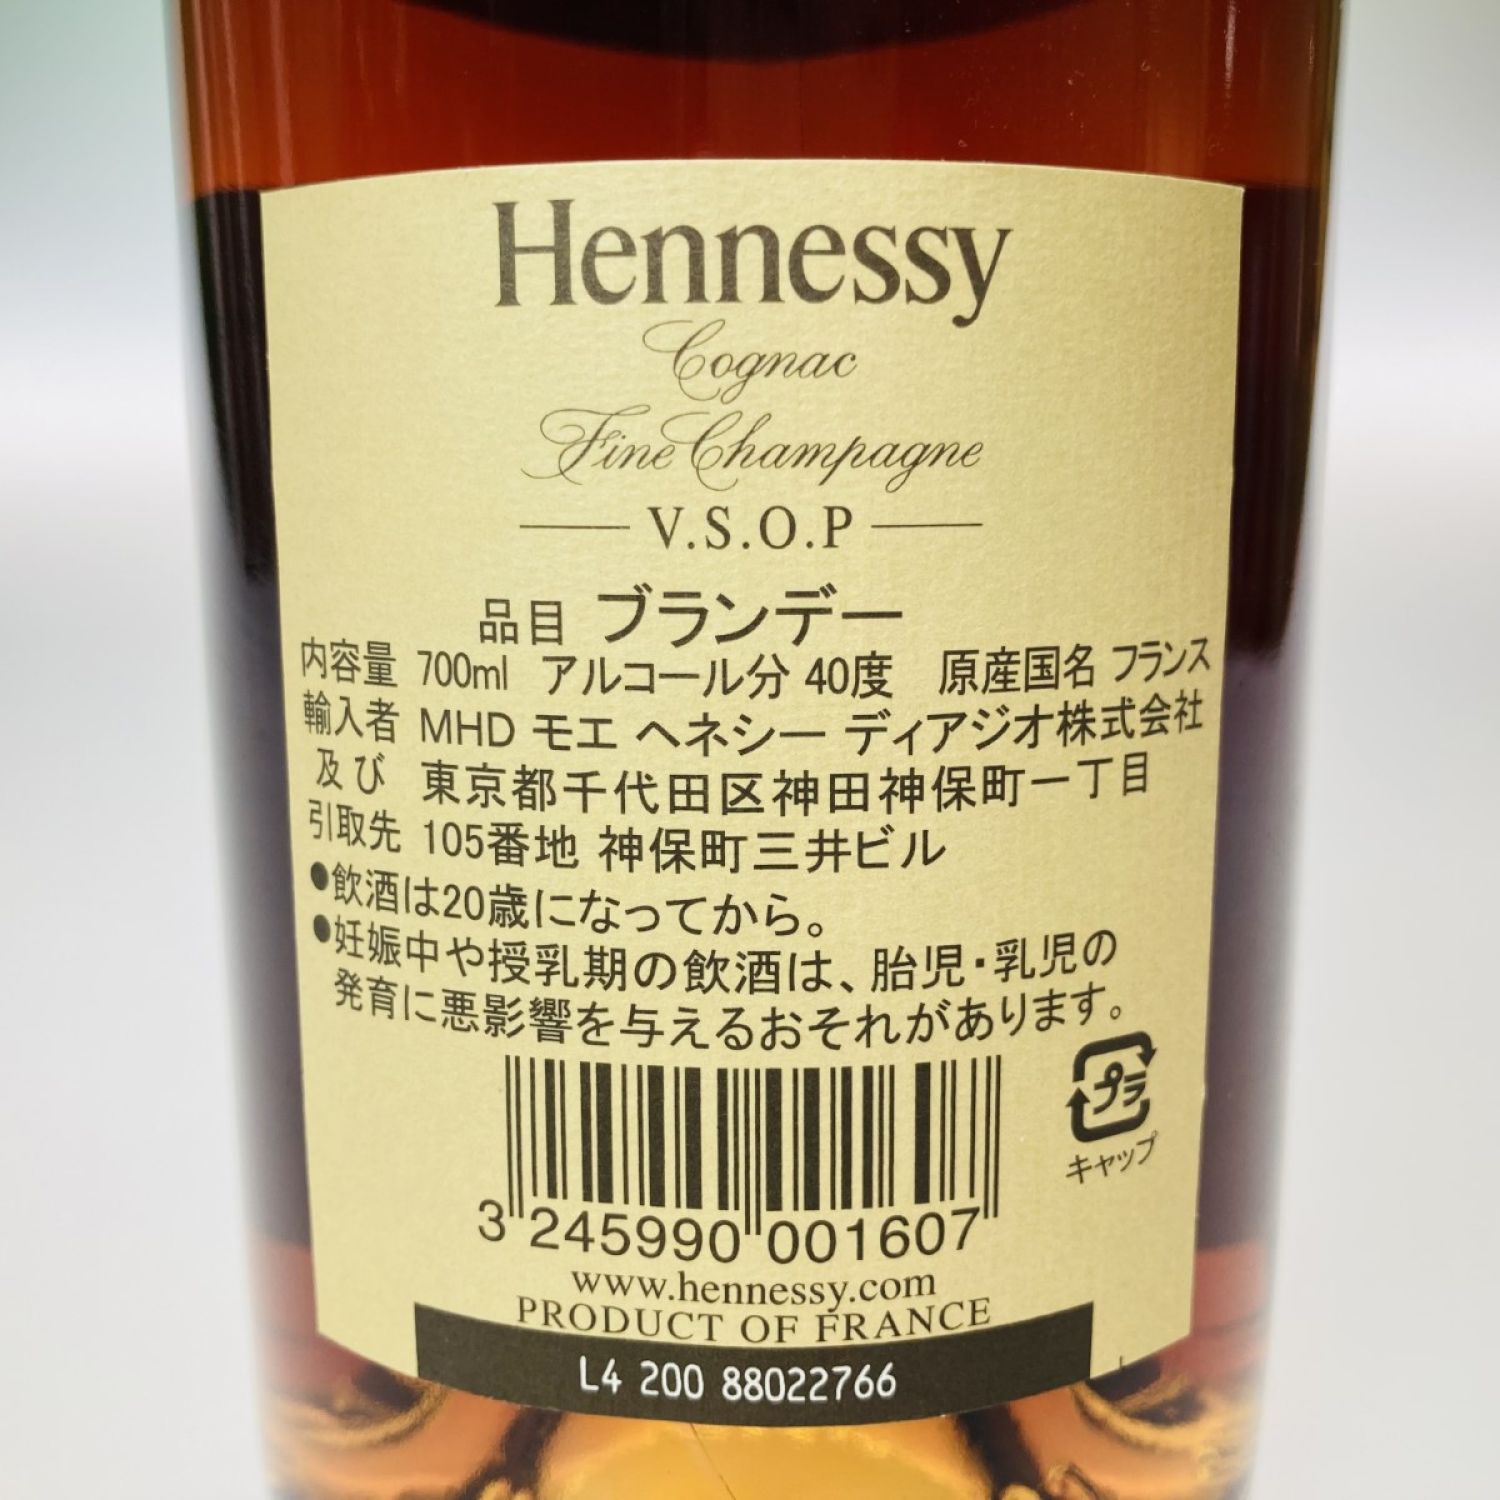 Hennessy
Cognac
Fine Champagne
V.S.O.P
品目 ブランデー
内容量 700ml アルコール分 40度 原産国名 フランス
輸入者 MHD モエ ヘネシー ディアジオ株式会社
及び 東京都千代田区神田神保町一丁目
引取先 105番地 神保町三井ビル
●飲酒は20歳になってから。
●妊娠中や授乳期の飲酒は、胎児・乳児の
発育に悪影響を与えるおそれがあります。
プラ
キャップ
3 245990 001607
www.hennessy.com
PRODUCT OF FRANCE
L4 200 88022766